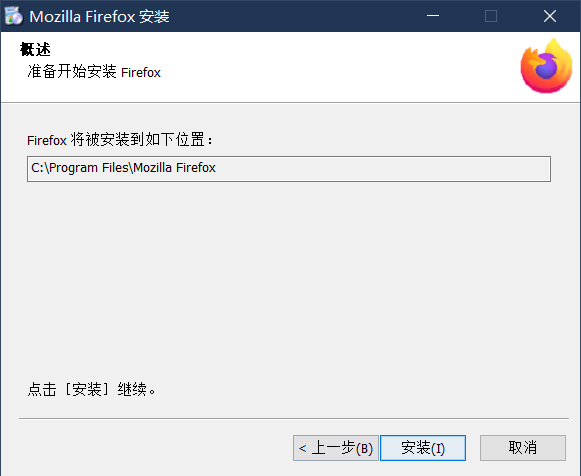 Mozilla Firefox 安装
概述
准备开始安装 Firefox
Firefox 将被安装到如下位置：
C:\Program Files\Mozilla Firefox
点击［安装］继续。
< 上一步(B) 安装(I) 取消